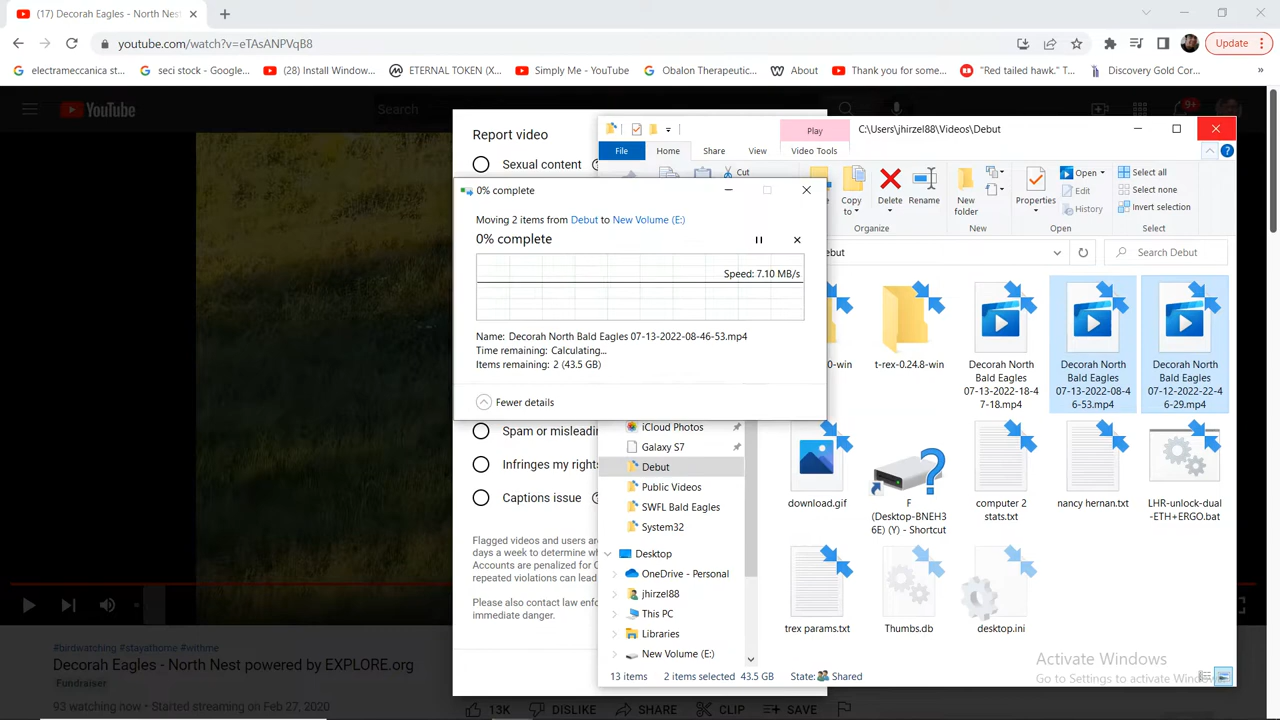 (17) Decorah Eagles - North Nes
youtube.com/watch?v=eTAsANPVqB8
Update
electrameccanica st...
seci stock - Google...
(28) Install Window...
ETERNAL TOKEN (X...
Simply Me - YouTube
Obalon Therapeutic...
About
Thank you for some...
"Red tailed hawk." T...
Discovery Gold Cor...
»
YouTube
Search
9+
Report video
Sexual content
Play
C:\Users\jhirzel88\Videos\Debut
File
Home
Share
View
Video Tools
Cut
Copy to
Delete
Rename
New folder
Properties
Open
Edit
History
Select all
Select none
Invert selection
Organize
New
Open
Select
0% complete
Moving 2 items from Debut to New Volume (E:)
0% complete
Speed: 7.10 MB/s
Name: Decorah North Bald Eagles 07-13-2022-08-46-53.mp4
Time remaining: Calculating...
Items remaining: 2 (43.5 GB)
Fewer details
ebut
Search Debut
0-win
t-rex-0.24.8-win
Decorah North
Bald Eagles
07-13-2022-18-4
7-18.mp4
Decorah North
Bald Eagles
07-13-2022-08-4
6-53.mp4
Decorah North
Bald Eagles
07-12-2022-22-4
6-29.mp4
Spam or misleadin
Infringes my rights
Captions issue
iCloud Photos
Galaxy S7
Debut
Public Videos
SWFL Bald Eagles
System32
Desktop
OneDrive - Personal
jhirzel88
This PC
Libraries
New Volume (E:)
download.gif
F
(Desktop-BNEH3
6E) (Y) - Shortcut
computer 2
stats.txt
nancy hernan.txt
LHR-unlock-dual
-ETH+ERGO.bat
trex params.txt
Thumbs.db
desktop.ini
Flagged videos and users are
days a week to determine wh
Accounts are penalized for C
repeated violations can lead
Please also contact law enfo
immediate danger.
13 items
2 items selected
43.5 GB
State:
Shared
Activate Windows
Go to Settings to activate Windows
#birdwatching #stayathome #withme
Decorah Eagles - North Nest powered by EXPLORE.org
Fundraiser
93 watching now • Started streaming on Feb 27, 2020
13K
DISLIKE
SHARE
CLIP
SAVE